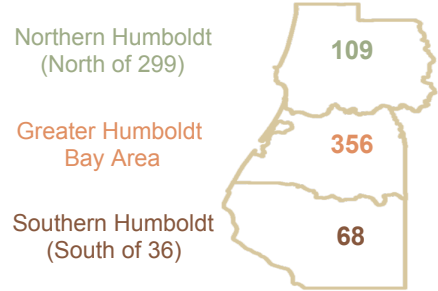 Northern Humboldt
(North of 299)
109
Greater Humboldt
Bay Area
356
Southern Humboldt
(South of 36)
68